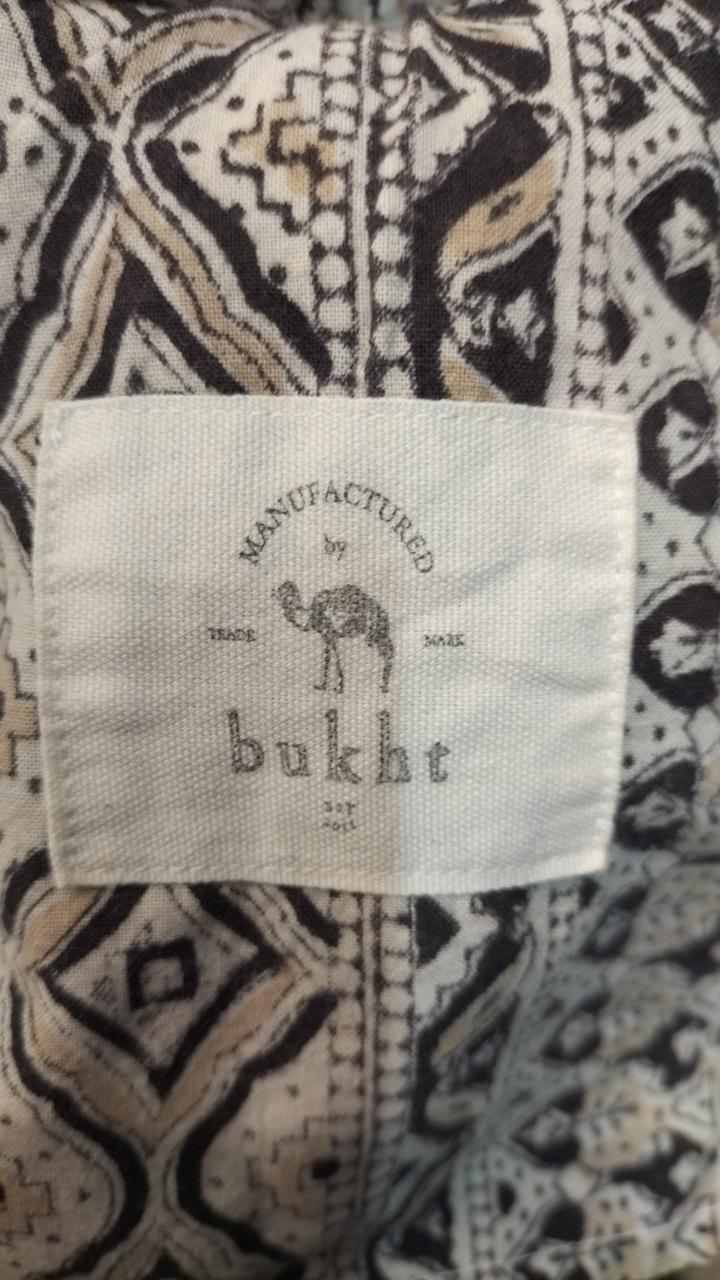 MANUFACTURED
by
TRADE MARK
bukht
EST
2011